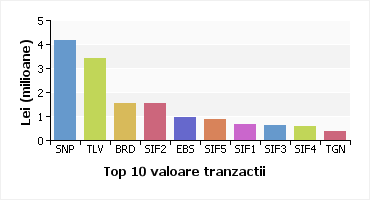 Lei (milioane)
5
4
3
2
1
0
SNP TLV BRD SIF2 EBS SIF5 SIF1 SIF3 SIF4 TGN
Top 10 valoare tranzactii